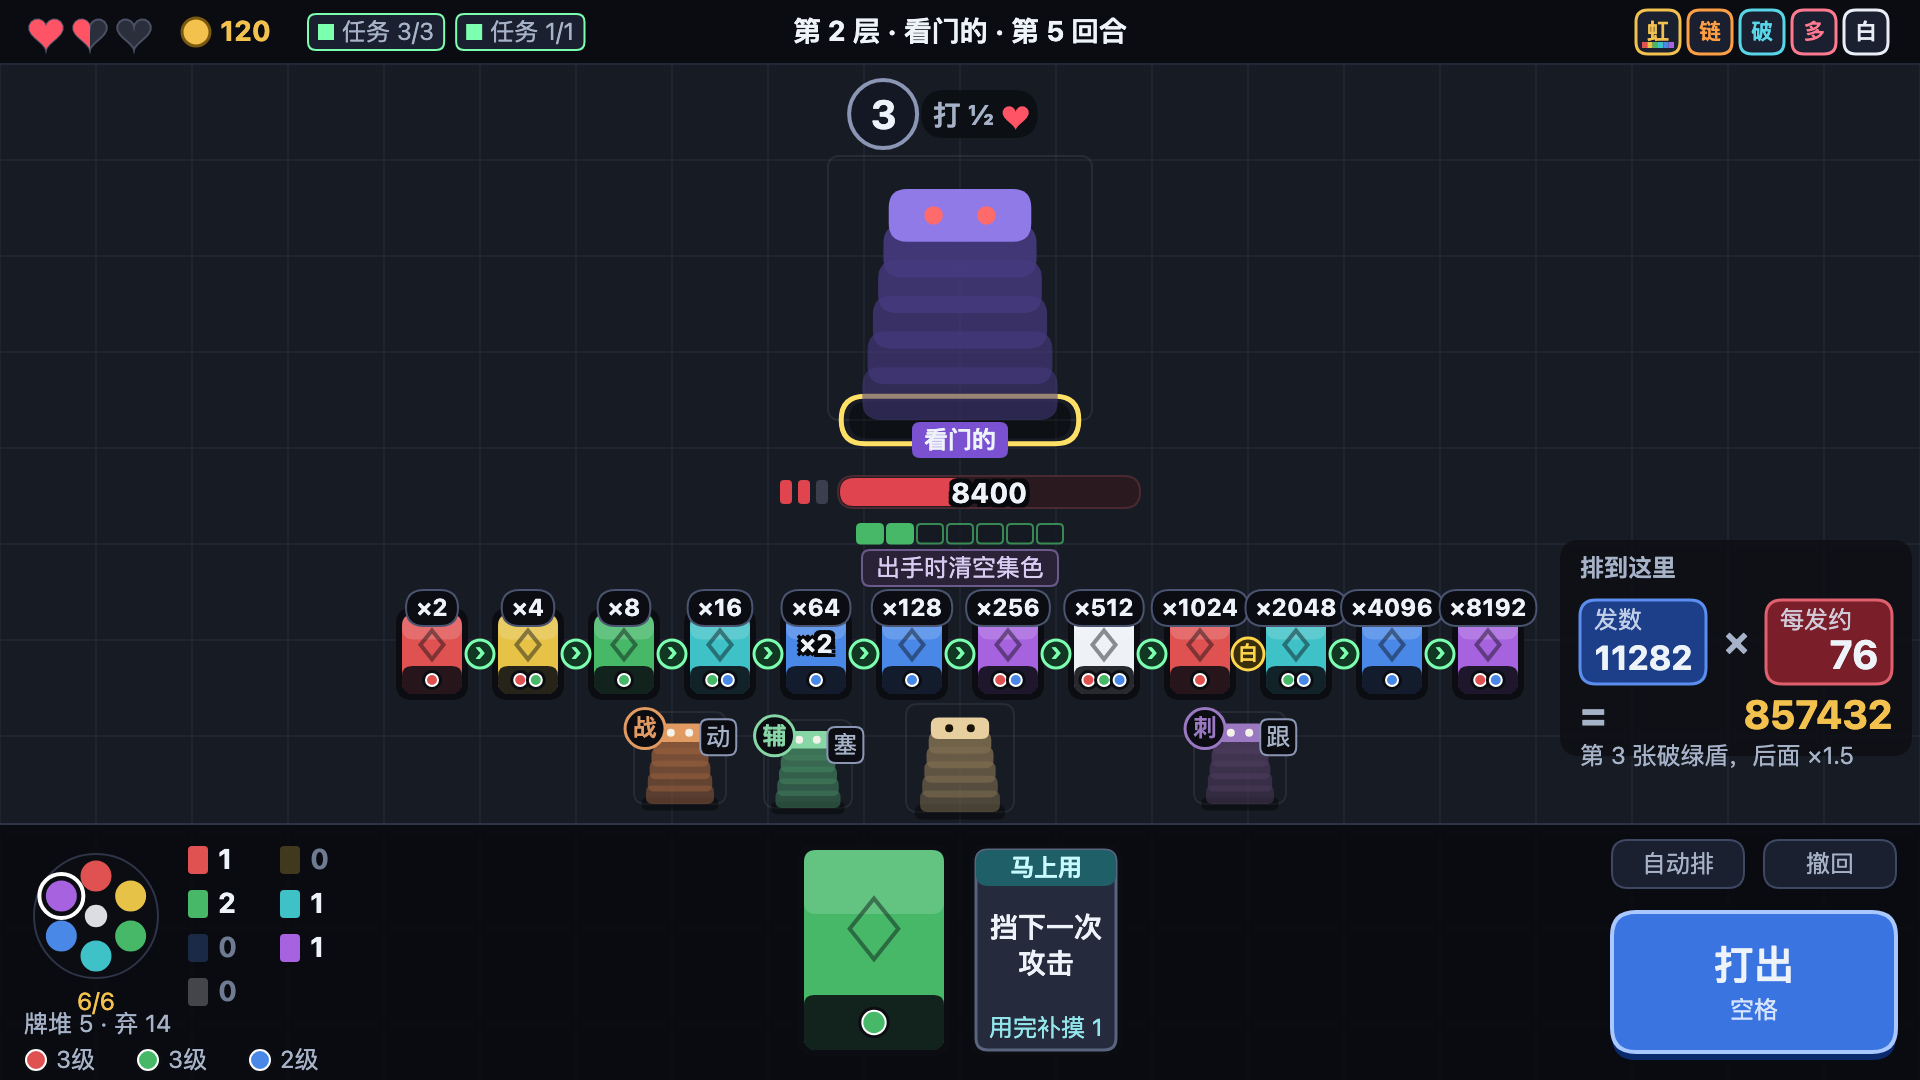 120
任务 3/3
任务 1/1
第 2 层 · 看门的 · 第 5 回合
虹 链 破 多 白
3
打 ½
看门的
8400
出手时清空集色
×2 ×4 ×8 ×16 ×64 ×128 ×256 ×512 ×1024 ×2048 ×4096 ×8192
×2
白
战 动 辅 塞 刺 跟
排到这里
发数
11282
×
每发约
76
=
857432
第 3 张破绿盾，后面 ×1.5
1 0
2 1
0 1
0
6/6
牌堆 5 · 弃 14
3级 3级 2级
马上用
挡下一次
攻击
用完补摸 1
自动排
撤回
打出
空格